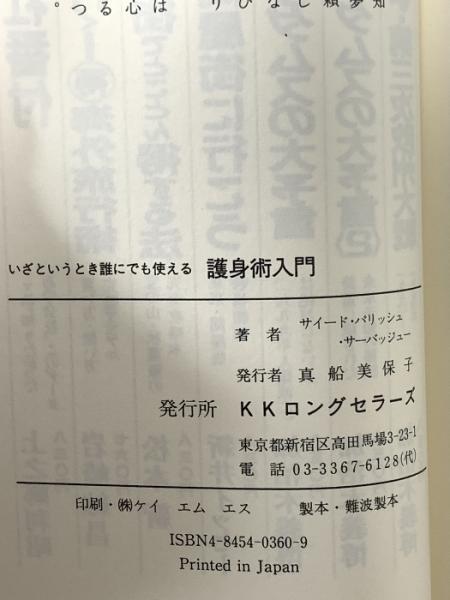 いざというとき誰にでも使える 護身術入門
著者 サイード・パリッシュ
・サーバッジュー
発行者 真船美保子
発行所 KKロングセラーズ
東京都新宿区高田馬場3-23-1
電話 03-3367-6128(代)
印刷・㈱ケイ エム エス 製本・難波製本
ISBN4-8454-0360-9
Printed in Japan